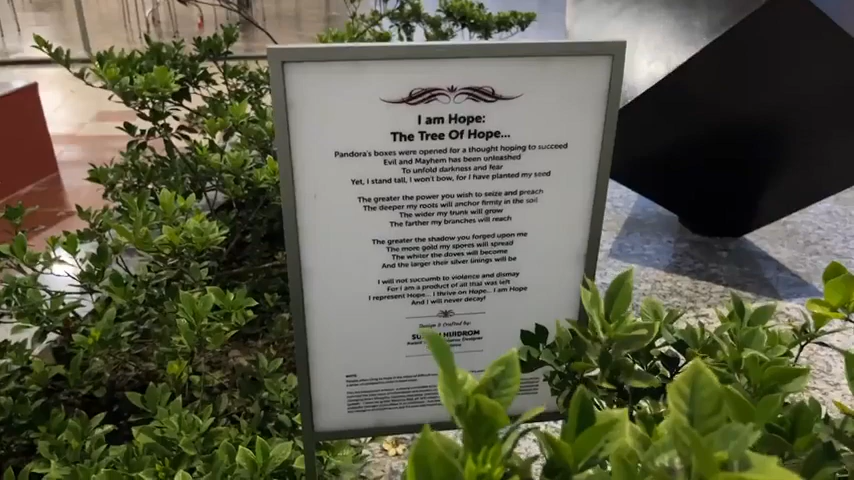 I am Hope:
The Tree Of Hope...
Pandora's boxes were opened for a thought hoping to succeed
Evil and Mayhem has been unleashed
To unfold darkness and fear
Yet, I stand tall, I won't bow, for I have planted my seed
The greater the power you wish to seize and preach
The deeper my roots will anchor firmly in the soil
The wider my trunk will grow
The farther my branches will reach
The greater the shadow you forged upon me
The more gold my spores will spread
The whiter the doves will become
And the larger their silver linings will be
I will not succumb to violence and dismay
For I am a product of all that was left
I represent Hope... I thrive on Hope... I am Hope
And I will never decay!
Design & Crafted by:
Designer
NOTE: